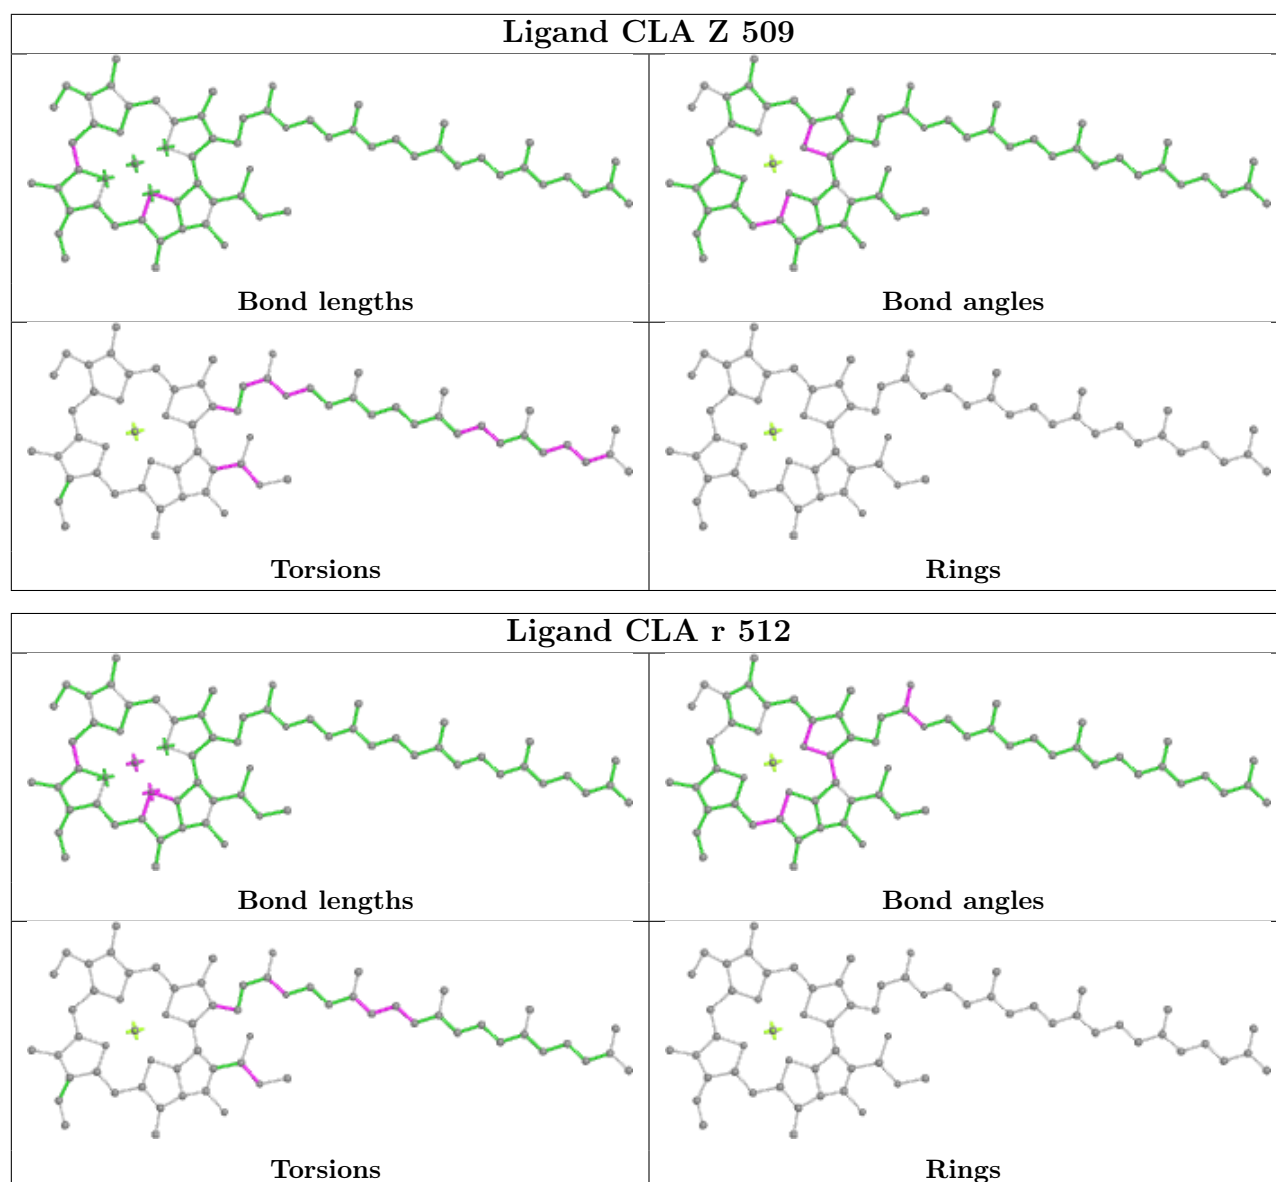 Ligand CLA Z 509
Bond lengths
Bond angles
Torsions
Rings
Ligand CLA r 512
Bond lengths
Bond angles
Torsions
Rings